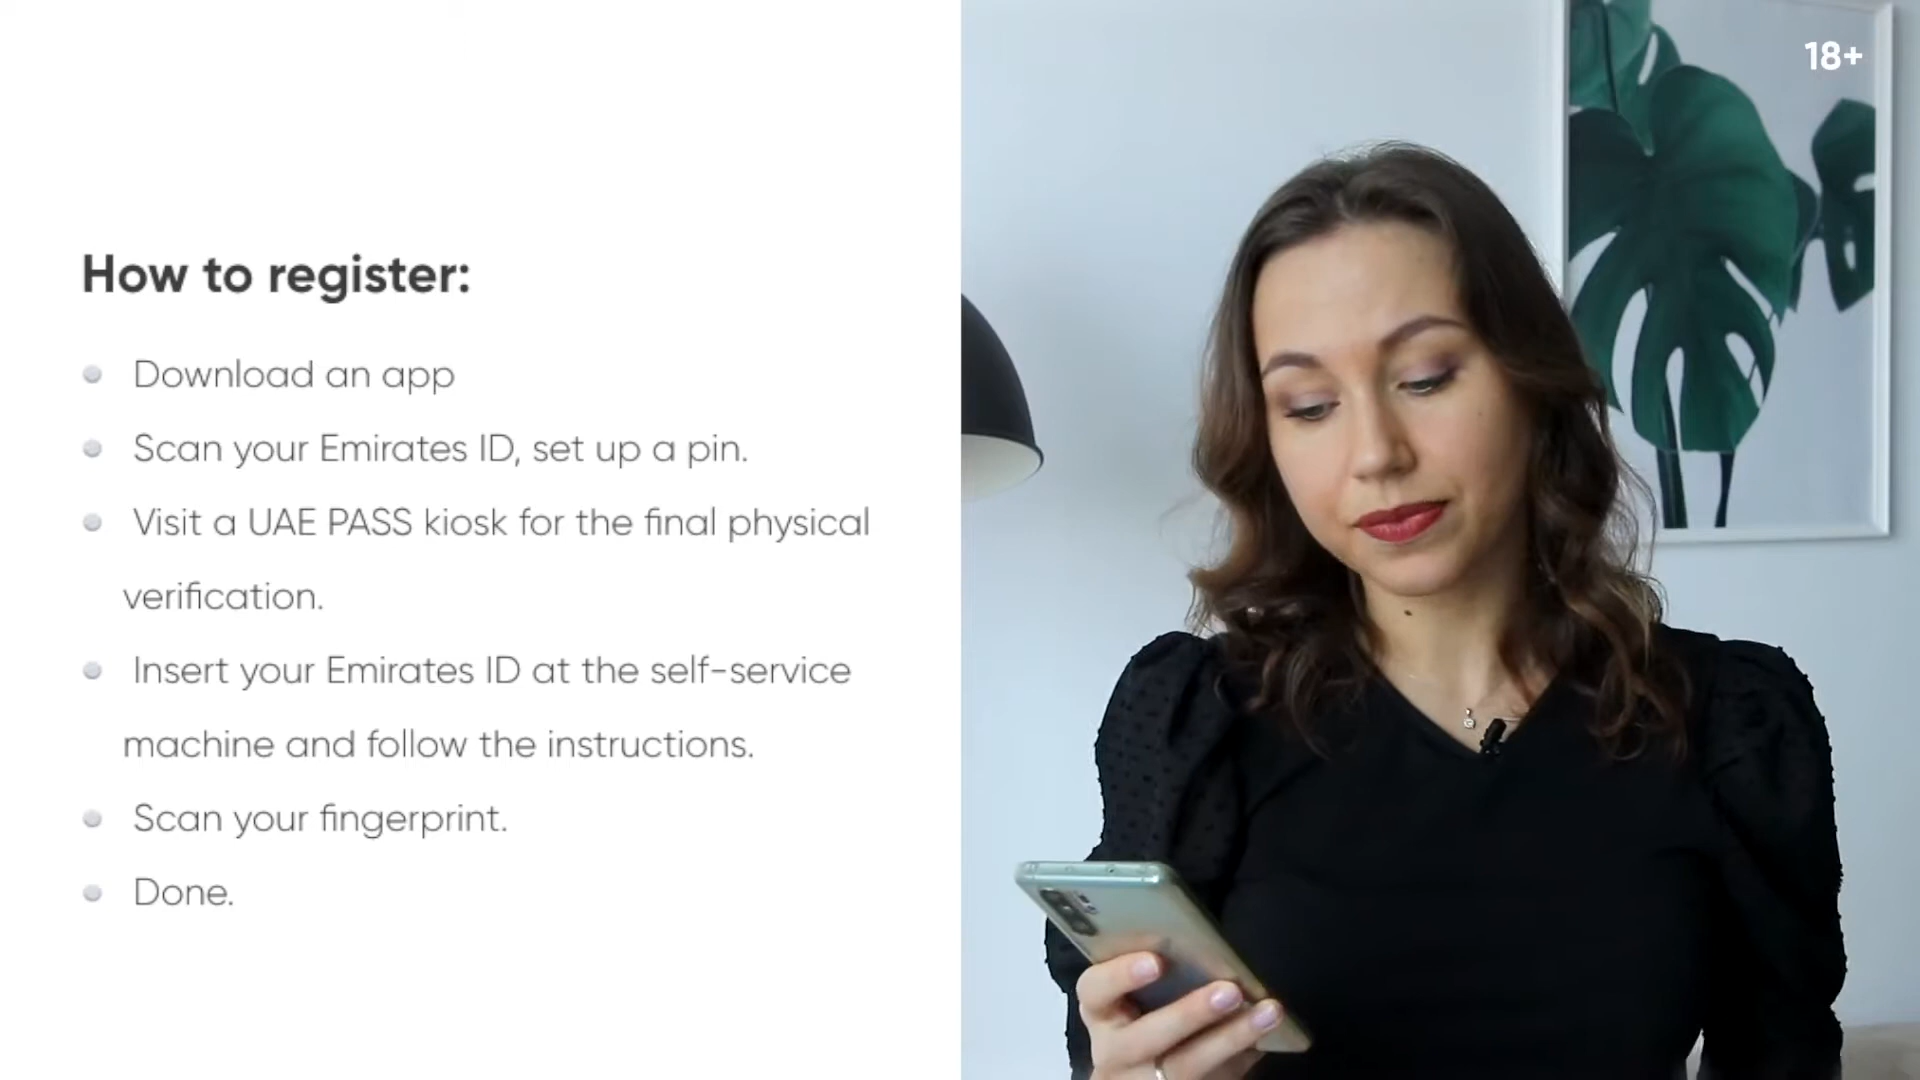 18+
How to register:
Download an app
Scan your Emirates ID, set up a pin.
Visit a UAE PASS kiosk for the final physical
verification.
Insert your Emirates ID at the self-service
machine and follow the instructions.
Scan your fingerprint.
Done.